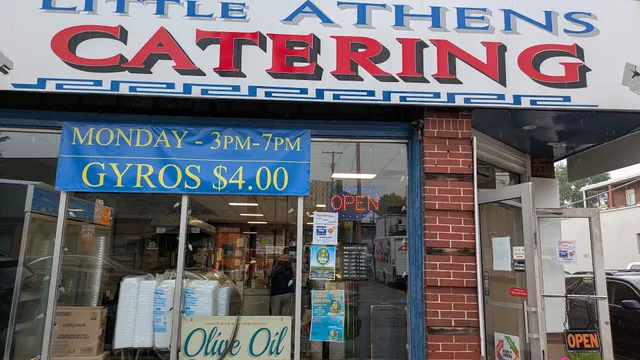 LITTLE ATHENS
CATERING
MONDAY - 3PM-7PM
GYROS $4.00
OPEN
Olive Oil
OPEN